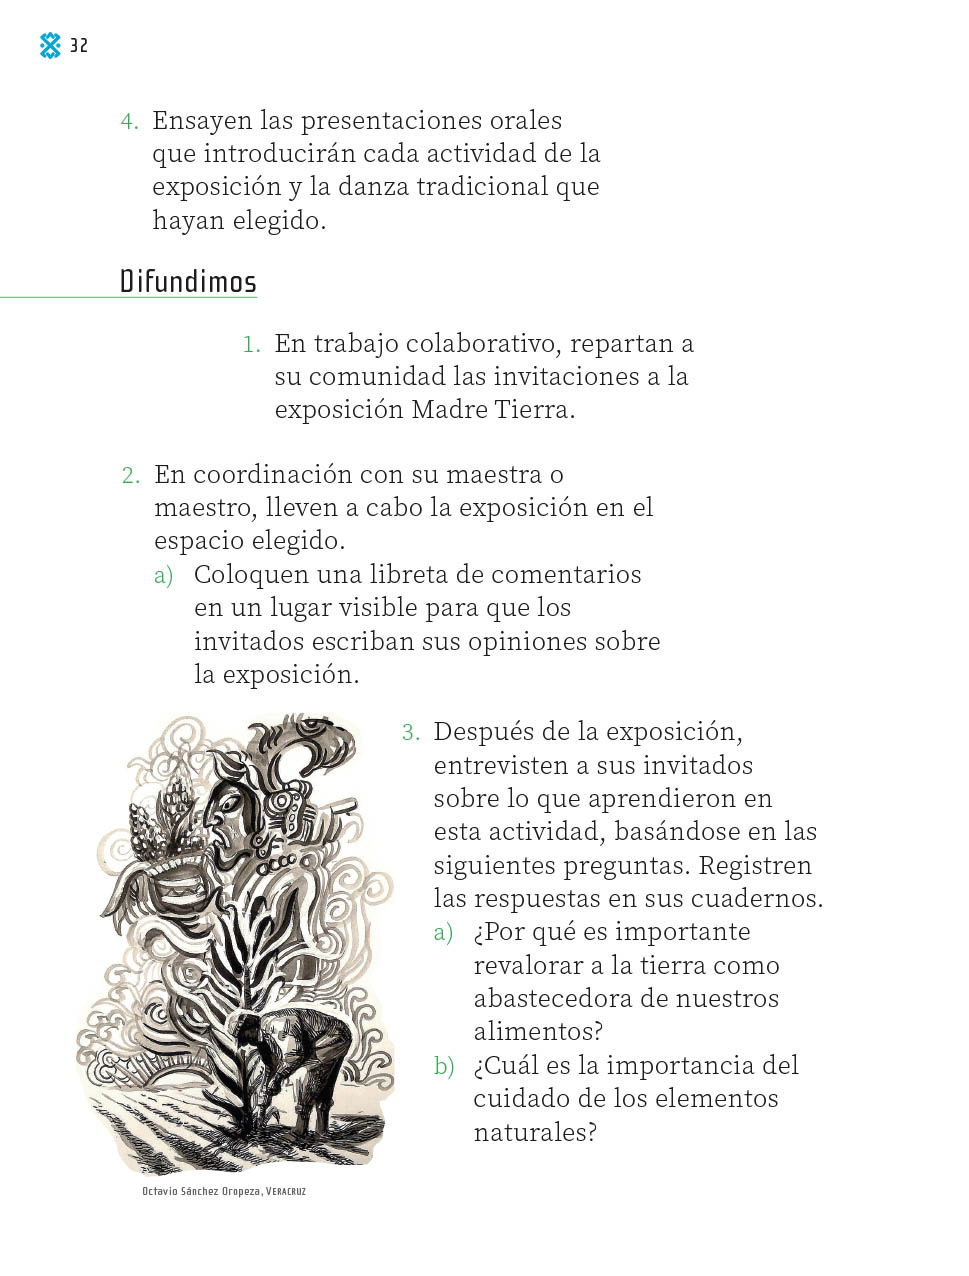 32
4. Ensayen las presentaciones orales
que introducirán cada actividad de la
exposición y la danza tradicional que
hayan elegido.
Difundimos
1. En trabajo colaborativo, repartan a
su comunidad las invitaciones a la
exposición Madre Tierra.
2. En coordinación con su maestra o
maestro, lleven a cabo la exposición en el
espacio elegido.
a) Coloquen una libreta de comentarios
en un lugar visible para que los
invitados escriban sus opiniones sobre
la exposición.
3. Después de la exposición,
entrevisten a sus invitados
sobre lo que aprendieron en
esta actividad, basándose en las
siguientes preguntas. Registren
las respuestas en sus cuadernos.
a) ¿Por qué es importante
revalorar a la tierra como
abastecedora de nuestros
alimentos?
b) ¿Cuál es la importancia del
cuidado de los elementos
naturales?
Octavio Sánchez Oropeza, VERACRUZ